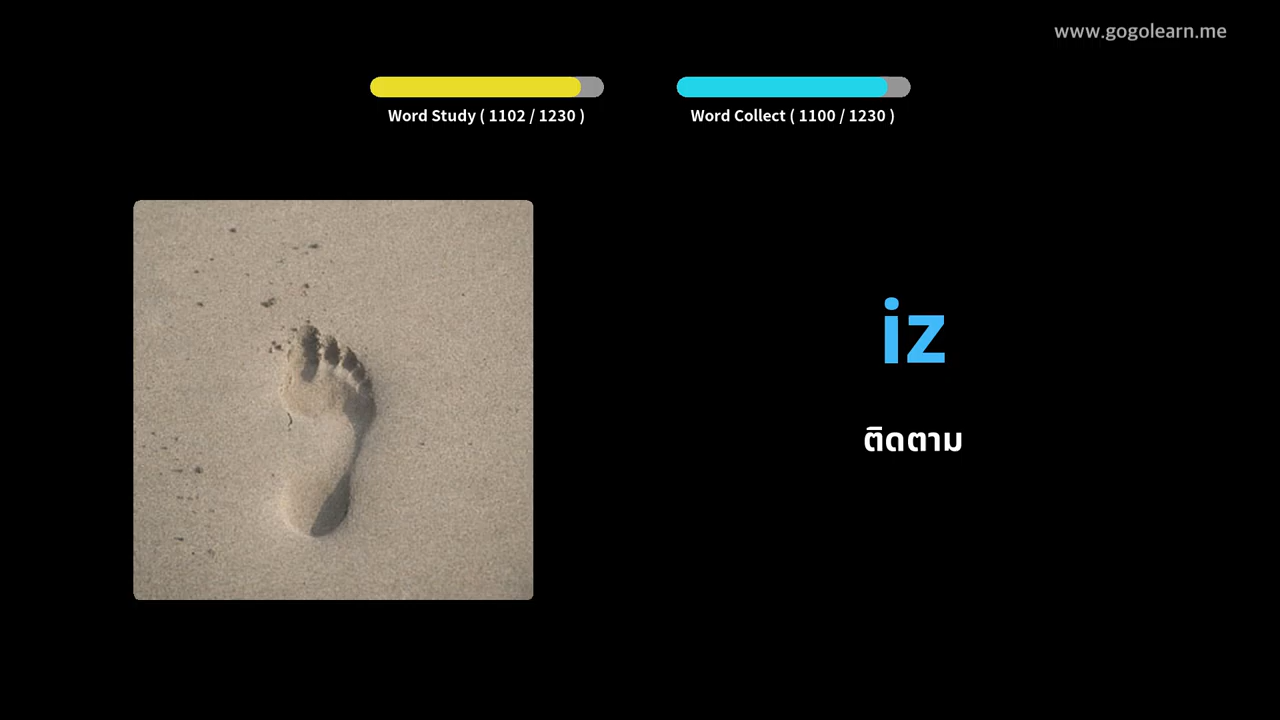 www.gogolearn.me
Word Study ( 1102 / 1230 )
Word Collect ( 1100 / 1230 )
iz
ติดตาม